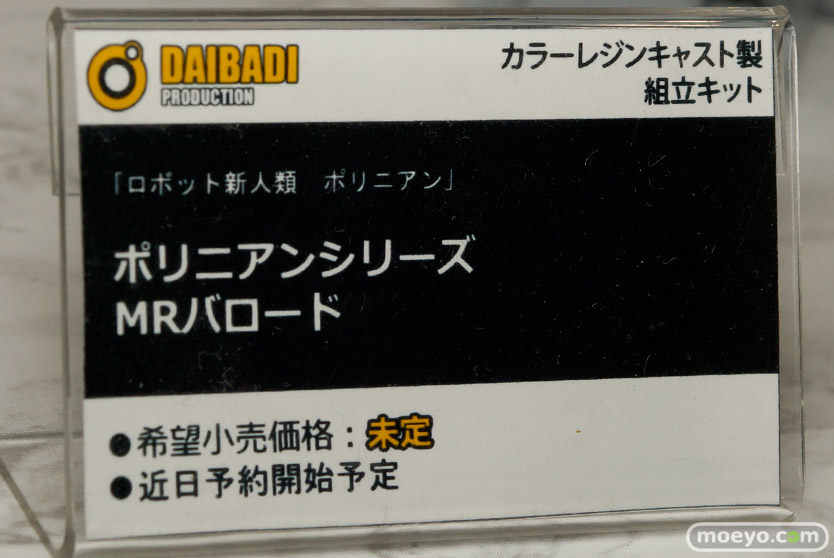 DAIBADI
PRODUCTION
カラーレジンキャスト製
組立キット
「ロボット新人類　ポリニアン」
ポリニアンシリーズ
MRバロード
●希望小売価格：未定
●近日予約開始予定
moeyo.com